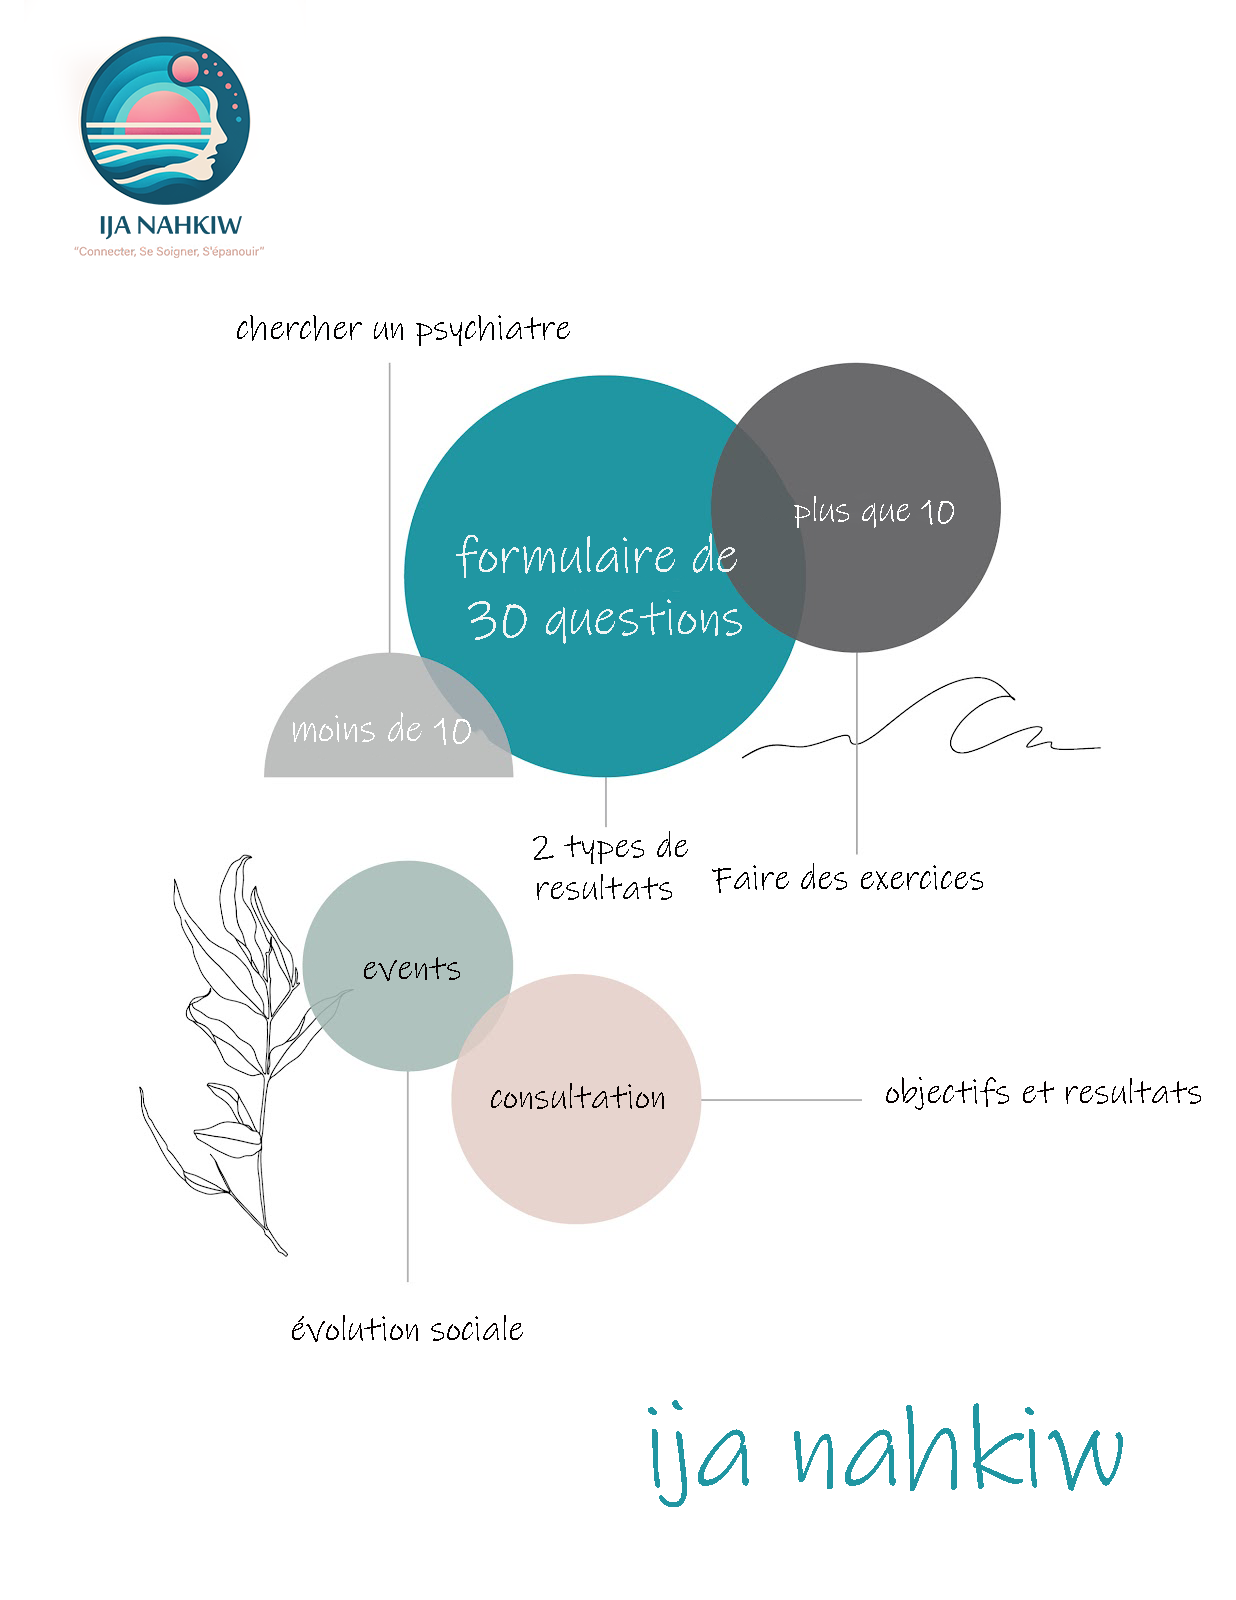 IJA NAHKIW
"Connecter, Se Soigner, S'épanouir"
chercher un psychiatre
plus que 10
formulaire de
30 questions
moins de 10
2 types de
resultats
Faire des exercices
events
consultation
objectifs et resultats
évolution sociale
ija nahkiw